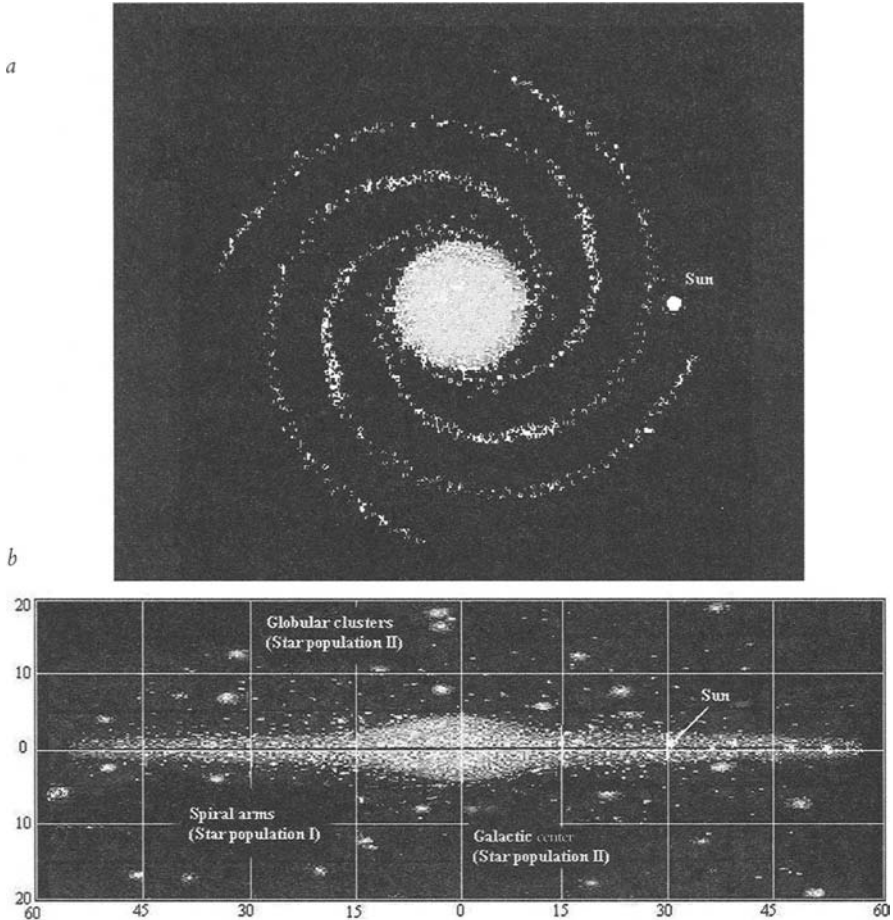 a
Sun
b
20
Globular clusters
(Star population II)
10
Sun
0
Spiral arms
(Star population I)
10
Galactic center
(Star population II)
20
60 45 30 15 0 15 30 45 60